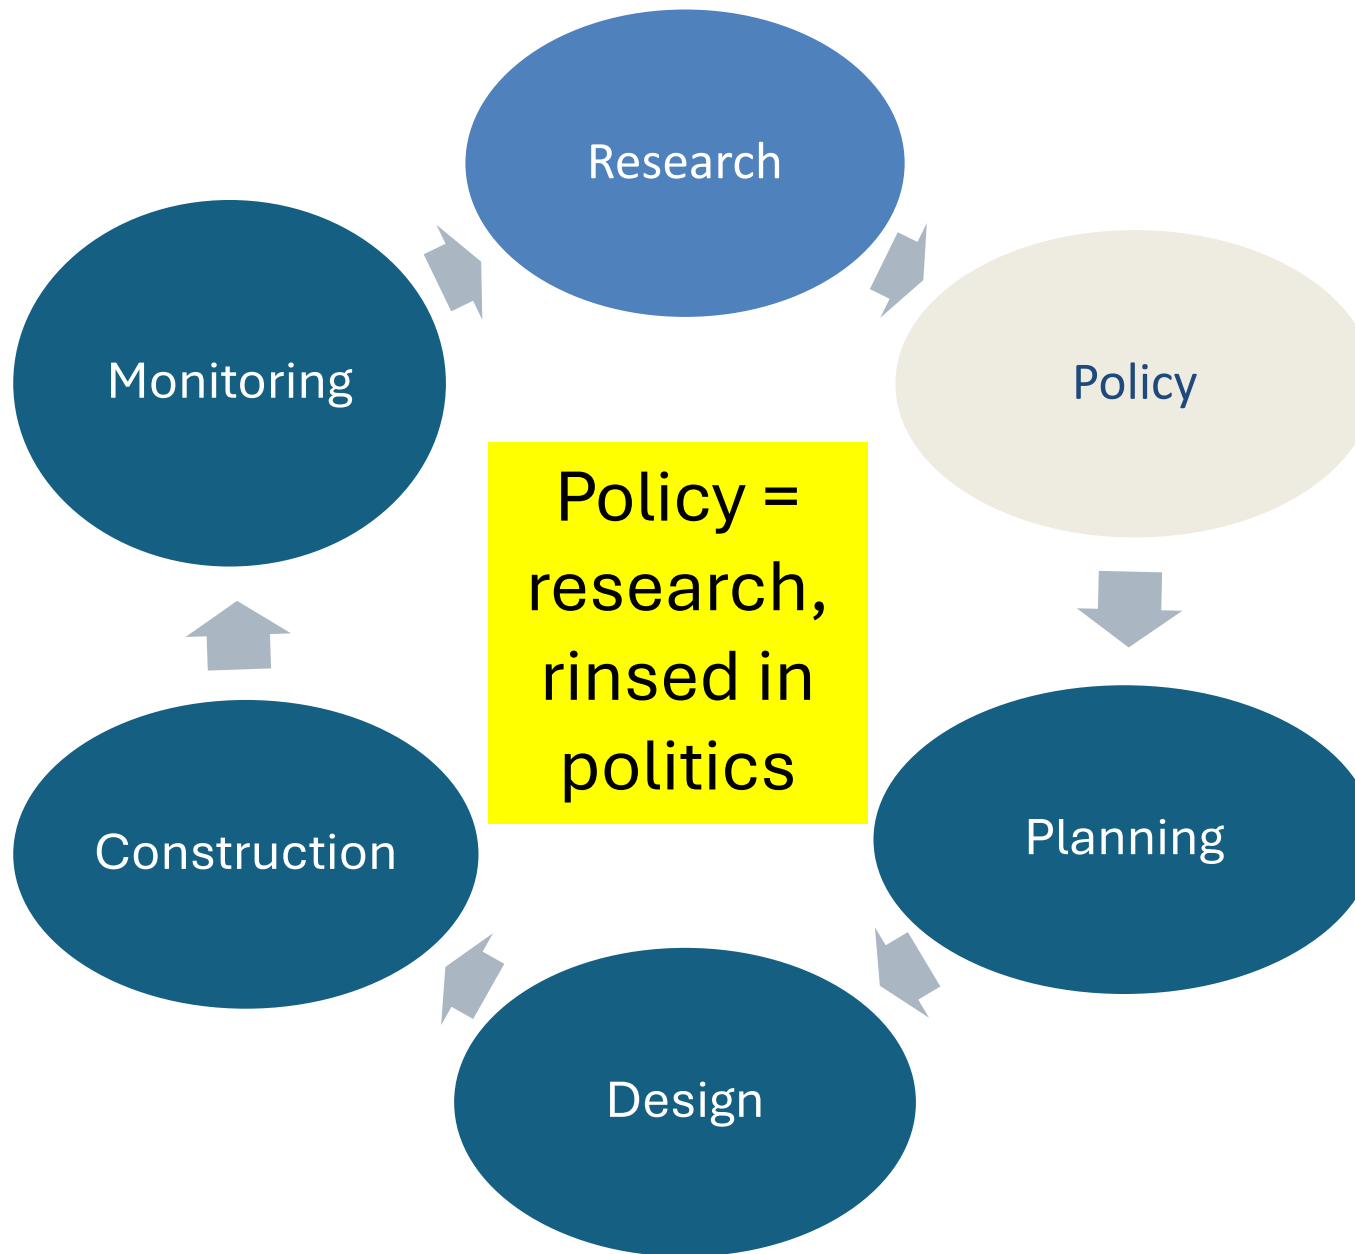 Research
Policy
Planning
Design
Construction
Monitoring
Policy =
research,
rinsed in
politics